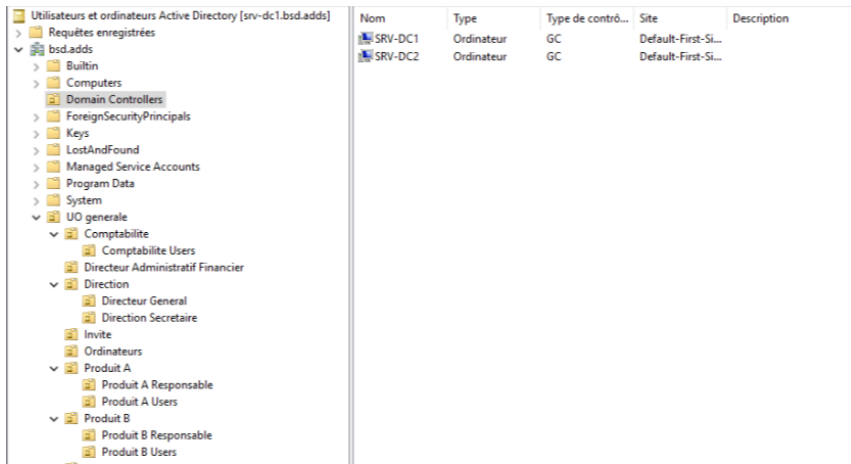 Utilisateurs et ordinateurs Active Directory [srv-dc1.bsd.adds]
Requêtes enregistrées
bsd.adds
Builtin
Computers
Domain Controllers
ForeignSecurityPrincipals
Keys
LostAndFound
Managed Service Accounts
Program Data
System
UO generale
Comptabilite
Comptabilite Users
Directeur Administratif Financier
Direction
Directeur General
Direction Secretaire
Invite
Ordinateurs
Produit A
Produit A Responsable
Produit A Users
Produit B
Produit B Responsable
Produit B Users
Nom Type Type de contrô... Site Description
SRV-DC1 Ordinateur GC Default-First-Si...
SRV-DC2 Ordinateur GC Default-First-Si...